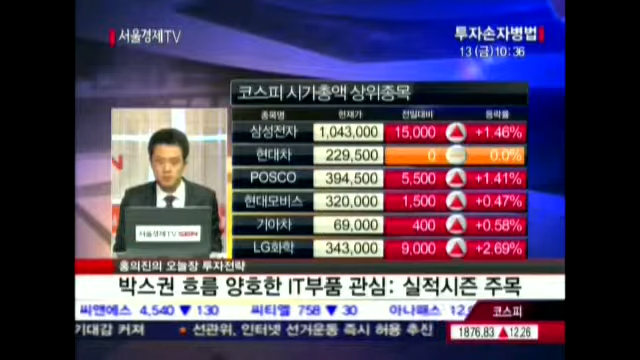 서울경제TV
투자손자병법
13 (금) 10:36
코스피 시가총액 상위종목
종목명 현재가 전일대비 등락률
삼성전자 1,043,000 15,000 ▲ +1.46%
현대차 229,500 0 0.0%
POSCO 394,500 5,500 ▲ +1.41%
현대모비스 320,000 1,500 ▲ +0.47%
기아차 69,000 400 ▲ +0.58%
LG화학 343,000 9,000 ▲ +2.69%
서울경제TV SEN
홍의진의 오늘장 투자전략
박스권 흐름 양호한 IT부품 관심: 실적시즌 주목
씨앤에스 4,540 ▼ 130 씨티엘 758 ▼ 30 아나패스 12,0
코스피
기대감 커져 • 선관위, 인터넷 선거운동 즉시 허용 추진
1876.83 ▲12.26